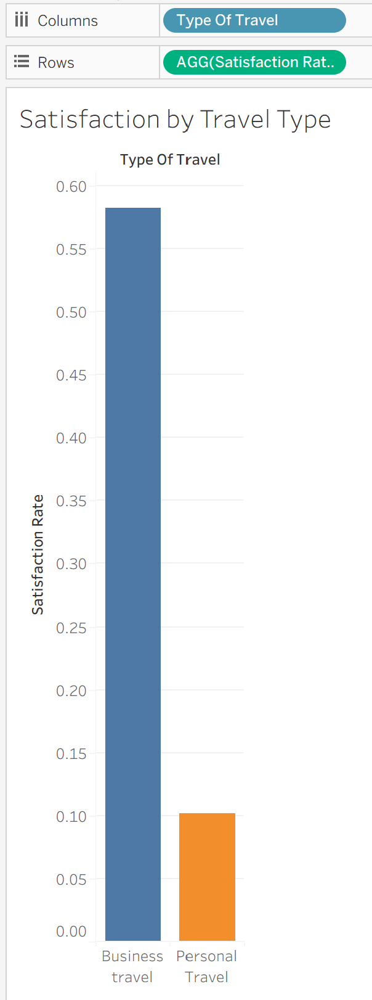 Columns
Type Of Travel
Rows
AGG(Satisfaction Rat..
Satisfaction by Travel Type
Type Of Travel
0.60
0.55
0.50
0.45
0.40
0.35
0.30
0.25
0.20
0.15
0.10
0.05
0.00
Satisfaction Rate
Business
travel
Personal
Travel